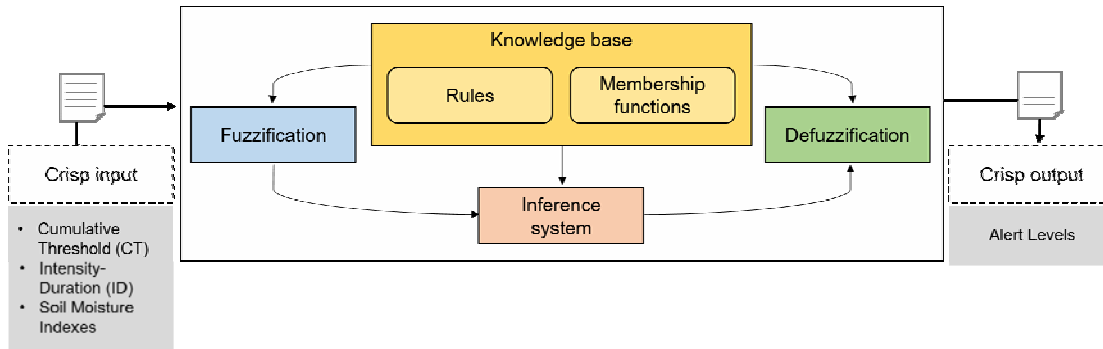 Knowledge base
Rules
Membership
functions
Fuzzification
Defuzzification
Inference
system
Crisp input
• Cumulative
Threshold (CT)
• Intensity-
Duration (ID)
• Soil Moisture
Indexes
Crisp output
Alert Levels